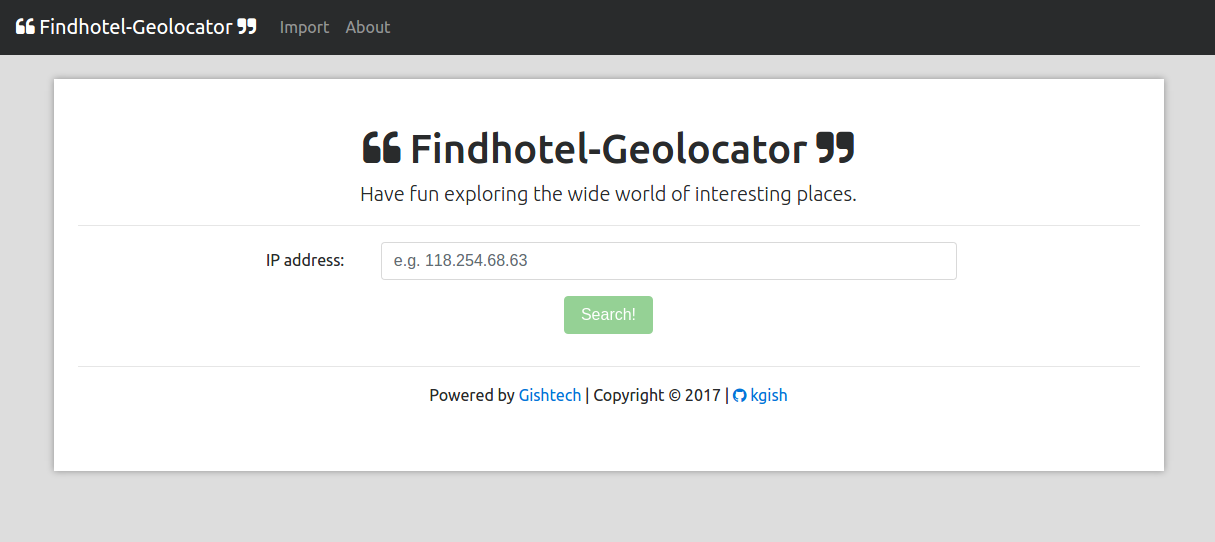 ❝ Findhotel-Geolocator ❞ Import About
❝ Findhotel-Geolocator ❞
Have fun exploring the wide world of interesting places.
IP address: e.g. 118.254.68.63
Search!
Powered by Gishtech | Copyright © 2017 | kgish